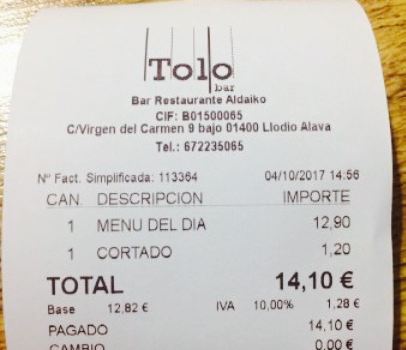 Tolo
bar
Bar Restaurante Aldaiko
CIF: B01500065
C/Virgen del Carmen 9 bajo 01400 Llodio Alava
Tel.: 672235065
Nº Fact. Simplificada: 113364 04/10/2017 14:56
CAN. DESCRIPCION IMPORTE
1 MENU DEL DIA 12,90
1 CORTADO 1,20
TOTAL 14,10 €
Base 12,82 € IVA 10,00% 1,28 €
PAGADO 14,10 €
CAMBIO 0,00 €